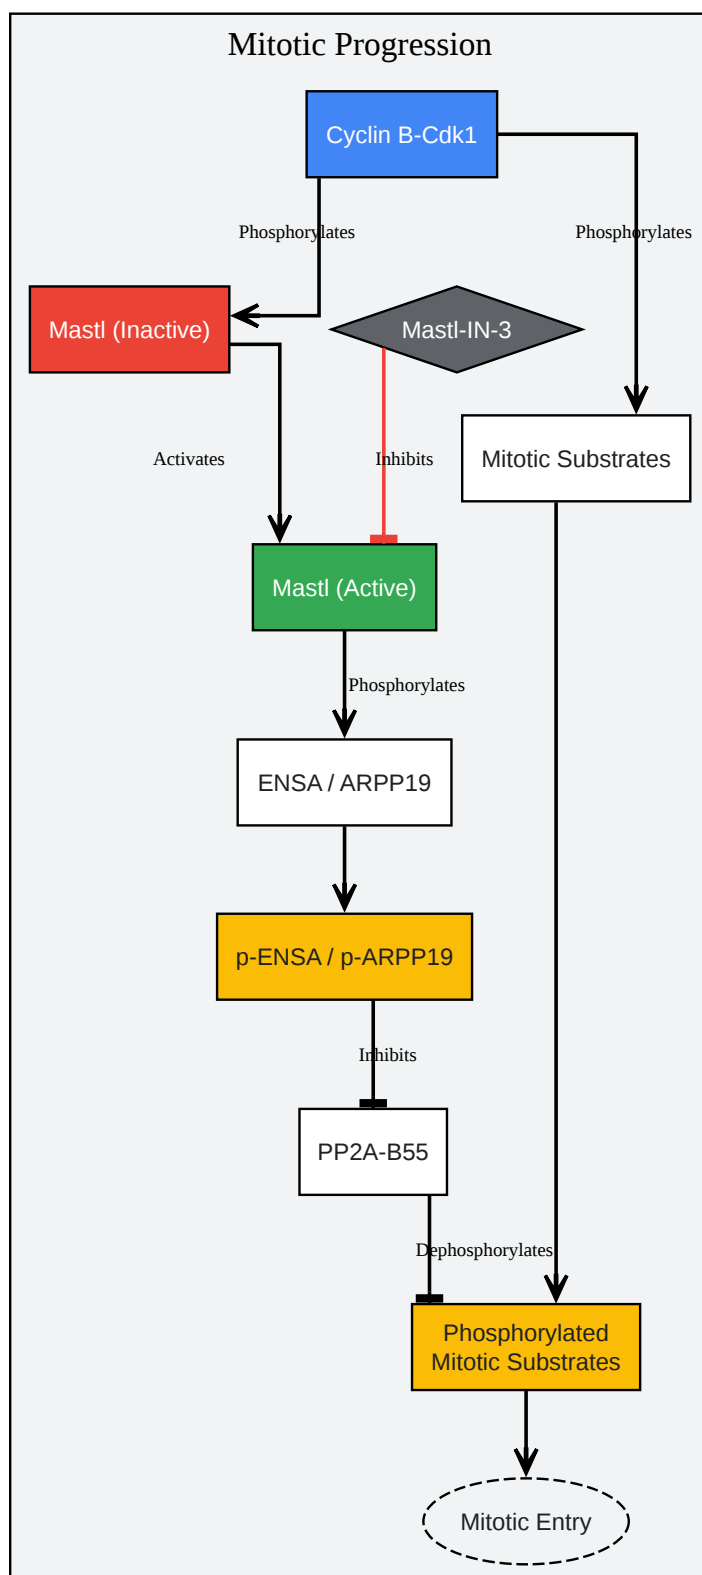 Mitotic Progression
Cyclin B-Cdk1
Phosphorylates
Phosphorylates
Mastl (Inactive)
Mastl-IN-3
Activates
Inhibits
Mitotic Substrates
Mastl (Active)
Phosphorylates
ENSA / ARPP19
p-ENSA / p-ARPP19
Inhibits
PP2A-B55
Dephosphorylates
Phosphorylated
Mitotic Substrates
Mitotic Entry